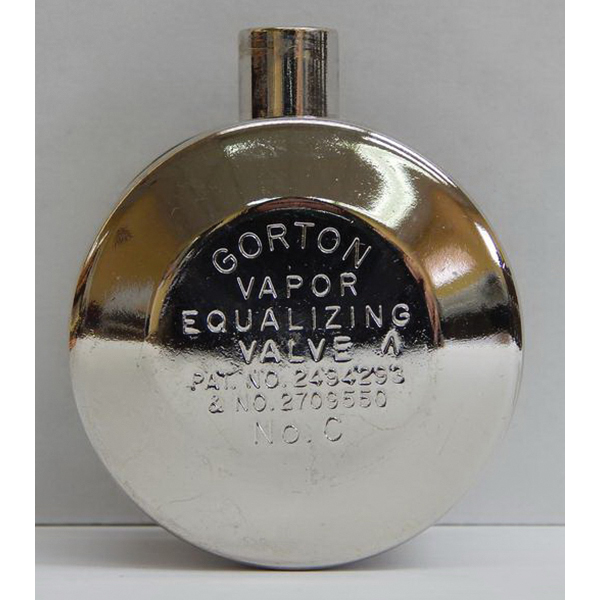 GORTON
VAPOR
EQUALIZING
VALVE
PAT. NO. 2494293
& NO. 2709550
No. C